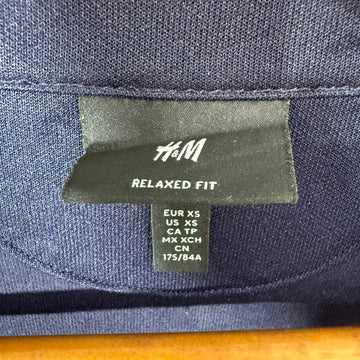 H&M
RELAXED FIT
EUR XS
US XS
CA TP
MX XCH
CN
175/84A